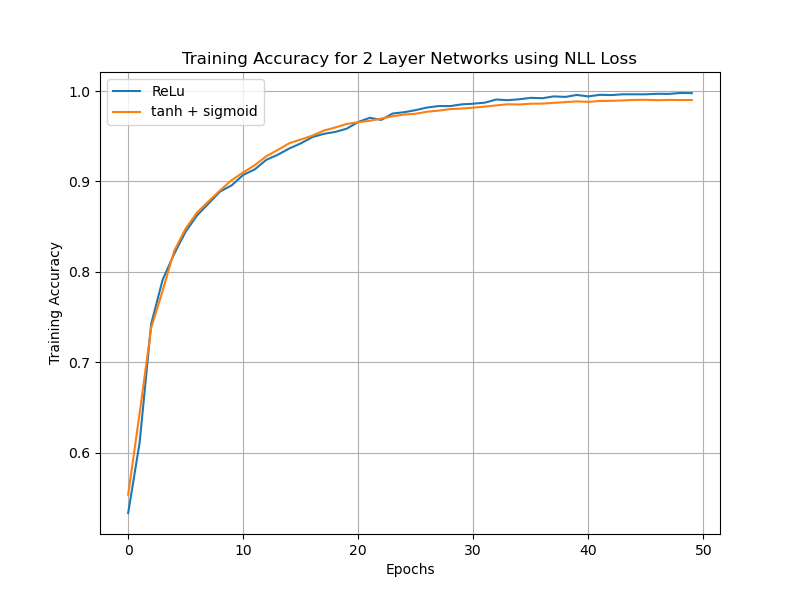 Training Accuracy for 2 Layer Networks using NLL Loss
ReLu
tanh + sigmoid
Training Accuracy
1.0
0.9
0.8
0.7
0.6
0 10 20 30 40 50
Epochs